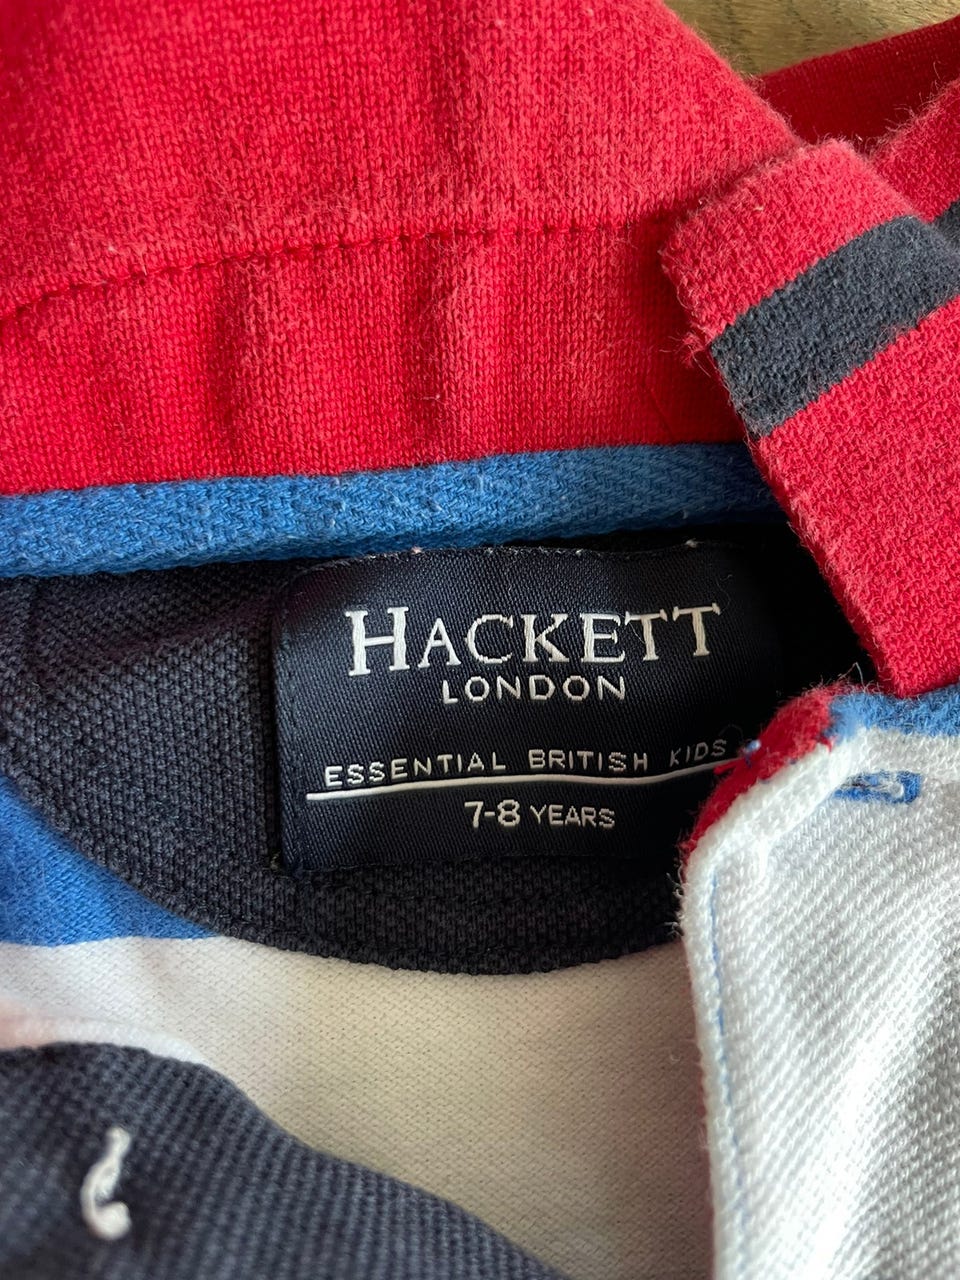 HACKETT
LONDON
ESSENTIAL BRITISH KIDS
7-8 YEARS